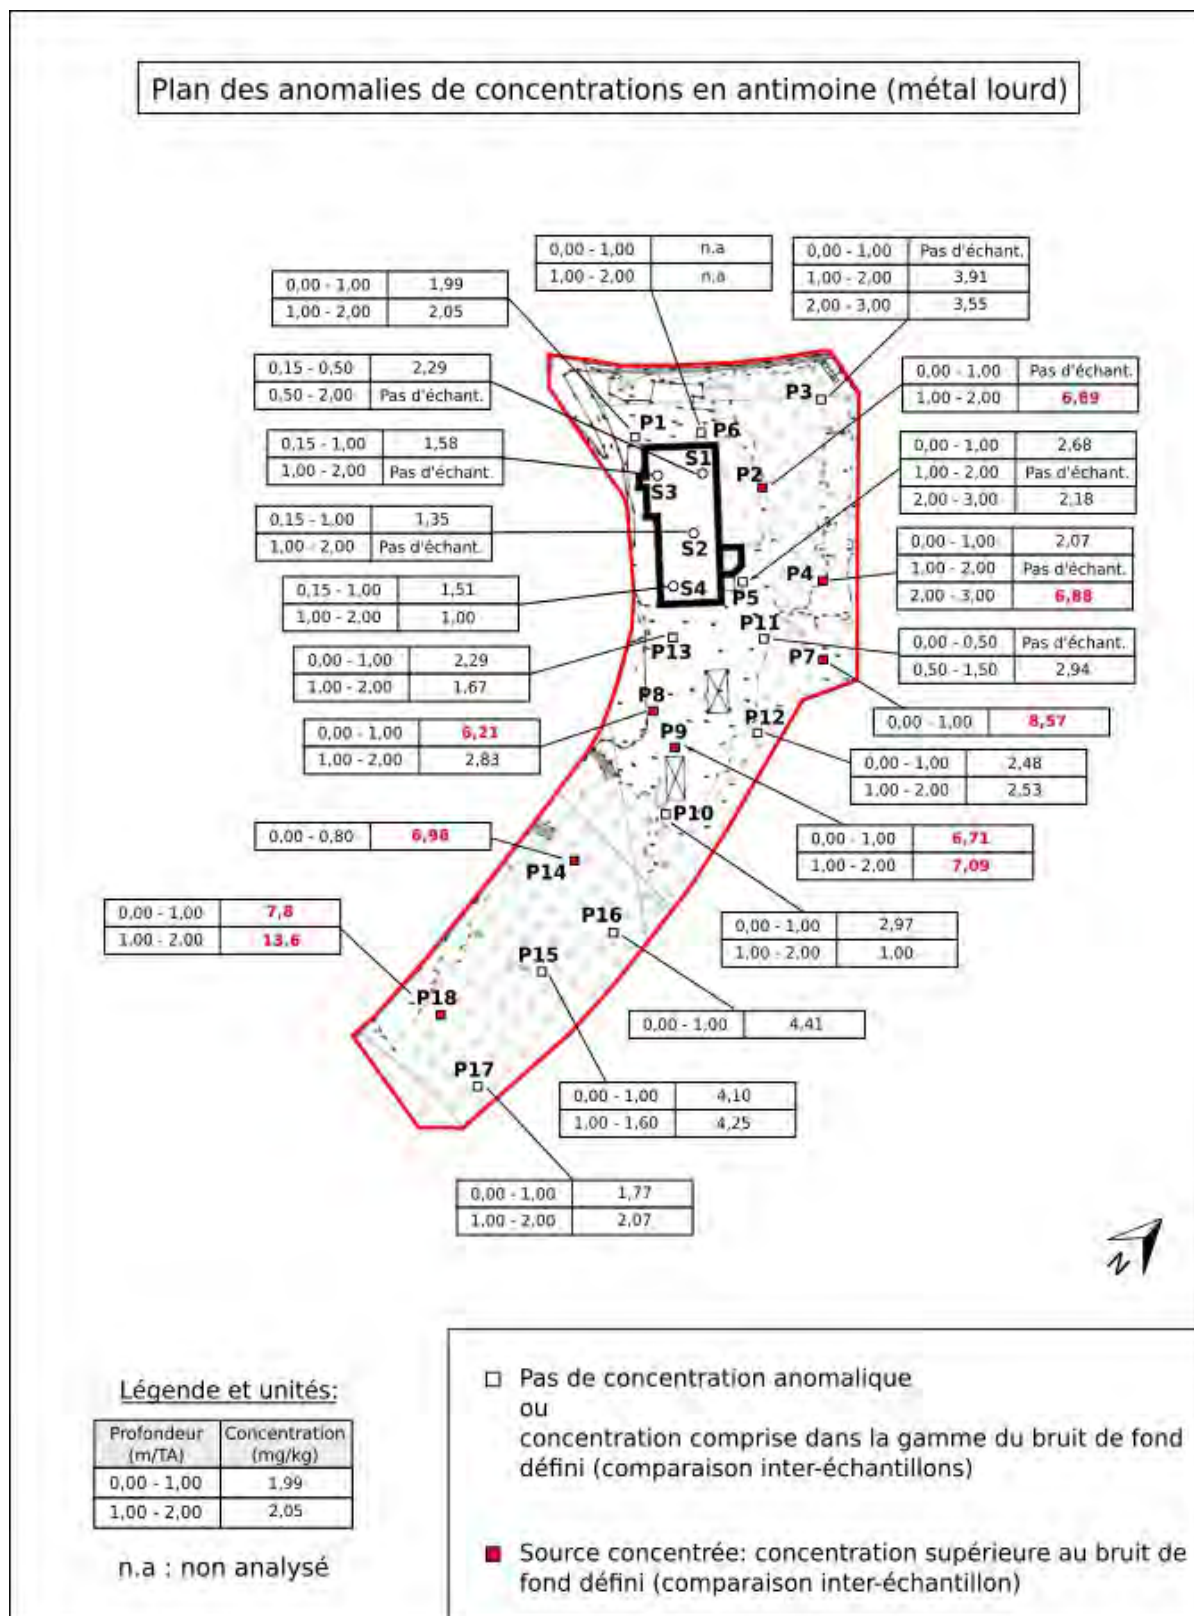 Plan des anomalies de concentrations en antimoine (métal lourd)
0,00 - 1,00 n.a
1,00 - 2,00 n.a
0,00 - 1,00 Pas d'échant.
1,00 - 2,00 3,91
2,00 - 3,00 3,55
0,00 - 1,00 1,99
1,00 - 2,00 2,05
0,15 - 0,50 2,29
0,50 - 2,00 Pas d'échant.
0,00 - 1,00 Pas d'échant.
1,00 - 2,00 6,89
0,15 - 1,00 1,58
1,00 - 2,00 Pas d'échant.
0,00 - 1,00 2,68
1,00 - 2,00 Pas d'échant.
2,00 - 3,00 2,18
0,15 - 1,00 1,35
1,00 - 2,00 Pas d'échant.
0,00 - 1,00 2,07
1,00 - 2,00 Pas d'échant.
2,00 - 3,00 6,88
0,15 - 1,00 1,51
1,00 - 2,00 1,00
0,00 - 0,50 Pas d'échant.
0,50 - 1,50 2,94
0,00 - 1,00 2,29
1,00 - 2,00 1,67
0,00 - 1,00 8,57
0,00 - 1,00 6,21
1,00 - 2,00 2,83
0,00 - 1,00 2,48
1,00 - 2,00 2,53
0,00 - 0,80 6,98
0,00 - 1,00 6,71
1,00 - 2,00 7,09
0,00 - 1,00 7,8
1,00 - 2,00 13,6
0,00 - 1,00 2,97
1,00 - 2,00 1,00
0,00 - 1,00 4,41
0,00 - 1,00 4,10
1,00 - 1,60 4,25
0,00 - 1,00 1,77
1,00 - 2,00 2,07
P3
P1
P6
S1
P2
S3
S2
P4
S4
P5
P11
P13
P7
P8
P12
P9
P10
P14
P16
P15
P18
P17
N
Légende et unités:
Profondeur (m/TA) Concentration (mg/kg)
0,00 - 1,00 1,99
1,00 - 2,00 2,05
n.a : non analysé
Pas de concentration anomalique
ou
concentration comprise dans la gamme du bruit de fond
défini (comparaison inter-échantillons)
Source concentrée: concentration supérieure au bruit de
fond défini (comparaison inter-échantillon)